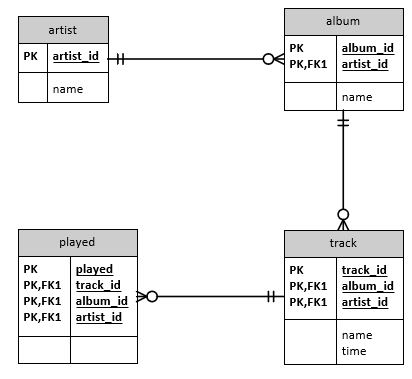 artist
PK artist_id
name
album
PK album_id
PK,FK1 artist_id
name
played
PK played
PK,FK1 track_id
PK,FK1 album_id
PK,FK1 artist_id
track
PK track_id
PK,FK1 album_id
PK,FK1 artist_id
name
time